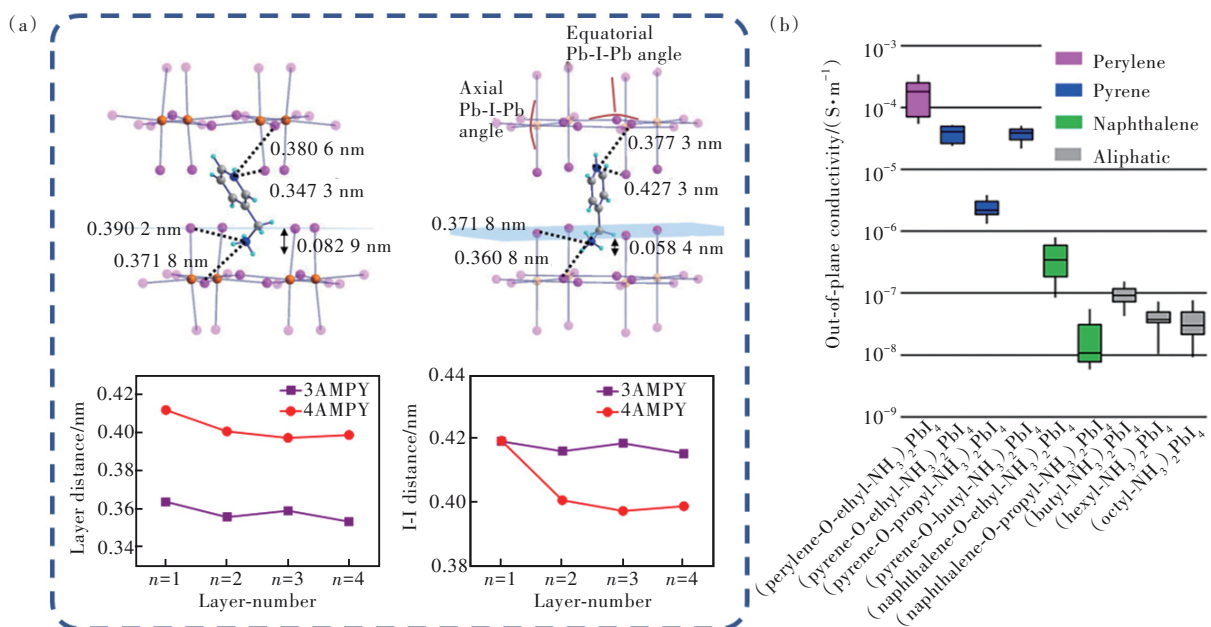 (a)
Equatorial
Pb-I-Pb angle
Axial
Pb-I-Pb
angle
0.380 6 nm
0.347 3 nm
0.390 2 nm
0.082 9 nm
0.371 8 nm
0.377 3 nm
0.427 3 nm
0.371 8 nm
0.058 4 nm
0.360 8 nm
0.42
0.40
0.38
0.36
0.34
Layer distance/nm
3AMPY
4AMPY
n=1 n=2 n=3 n=4
Layer-number
0.44
0.42
0.40
0.38
I-I distance/nm
3AMPY
4AMPY
n=1 n=2 n=3 n=4
Layer-number
(b)
Out-of-plane conductivity/(S·m⁻¹)
10⁻³
10⁻⁴
10⁻⁵
10⁻⁶
10⁻⁷
10⁻⁸
10⁻⁹
Perylene
Pyrene
Naphthalene
Aliphatic
(perylene-O-ethyl-NH₃)₂PbI₄
(pyrene-O-ethyl-NH₃)₂PbI₄
(pyrene-O-propyl-NH₃)₂PbI₄
(pyrene-O-butyl-NH₃)₂PbI₄
(naphthalene-O-ethyl-NH₃)₂PbI₄
(naphthalene-O-propyl-NH₃)₂PbI₄
(butyl-NH₃)₂PbI₄
(hexyl-NH₃)₂PbI₄
(octyl-NH₃)₂PbI₄